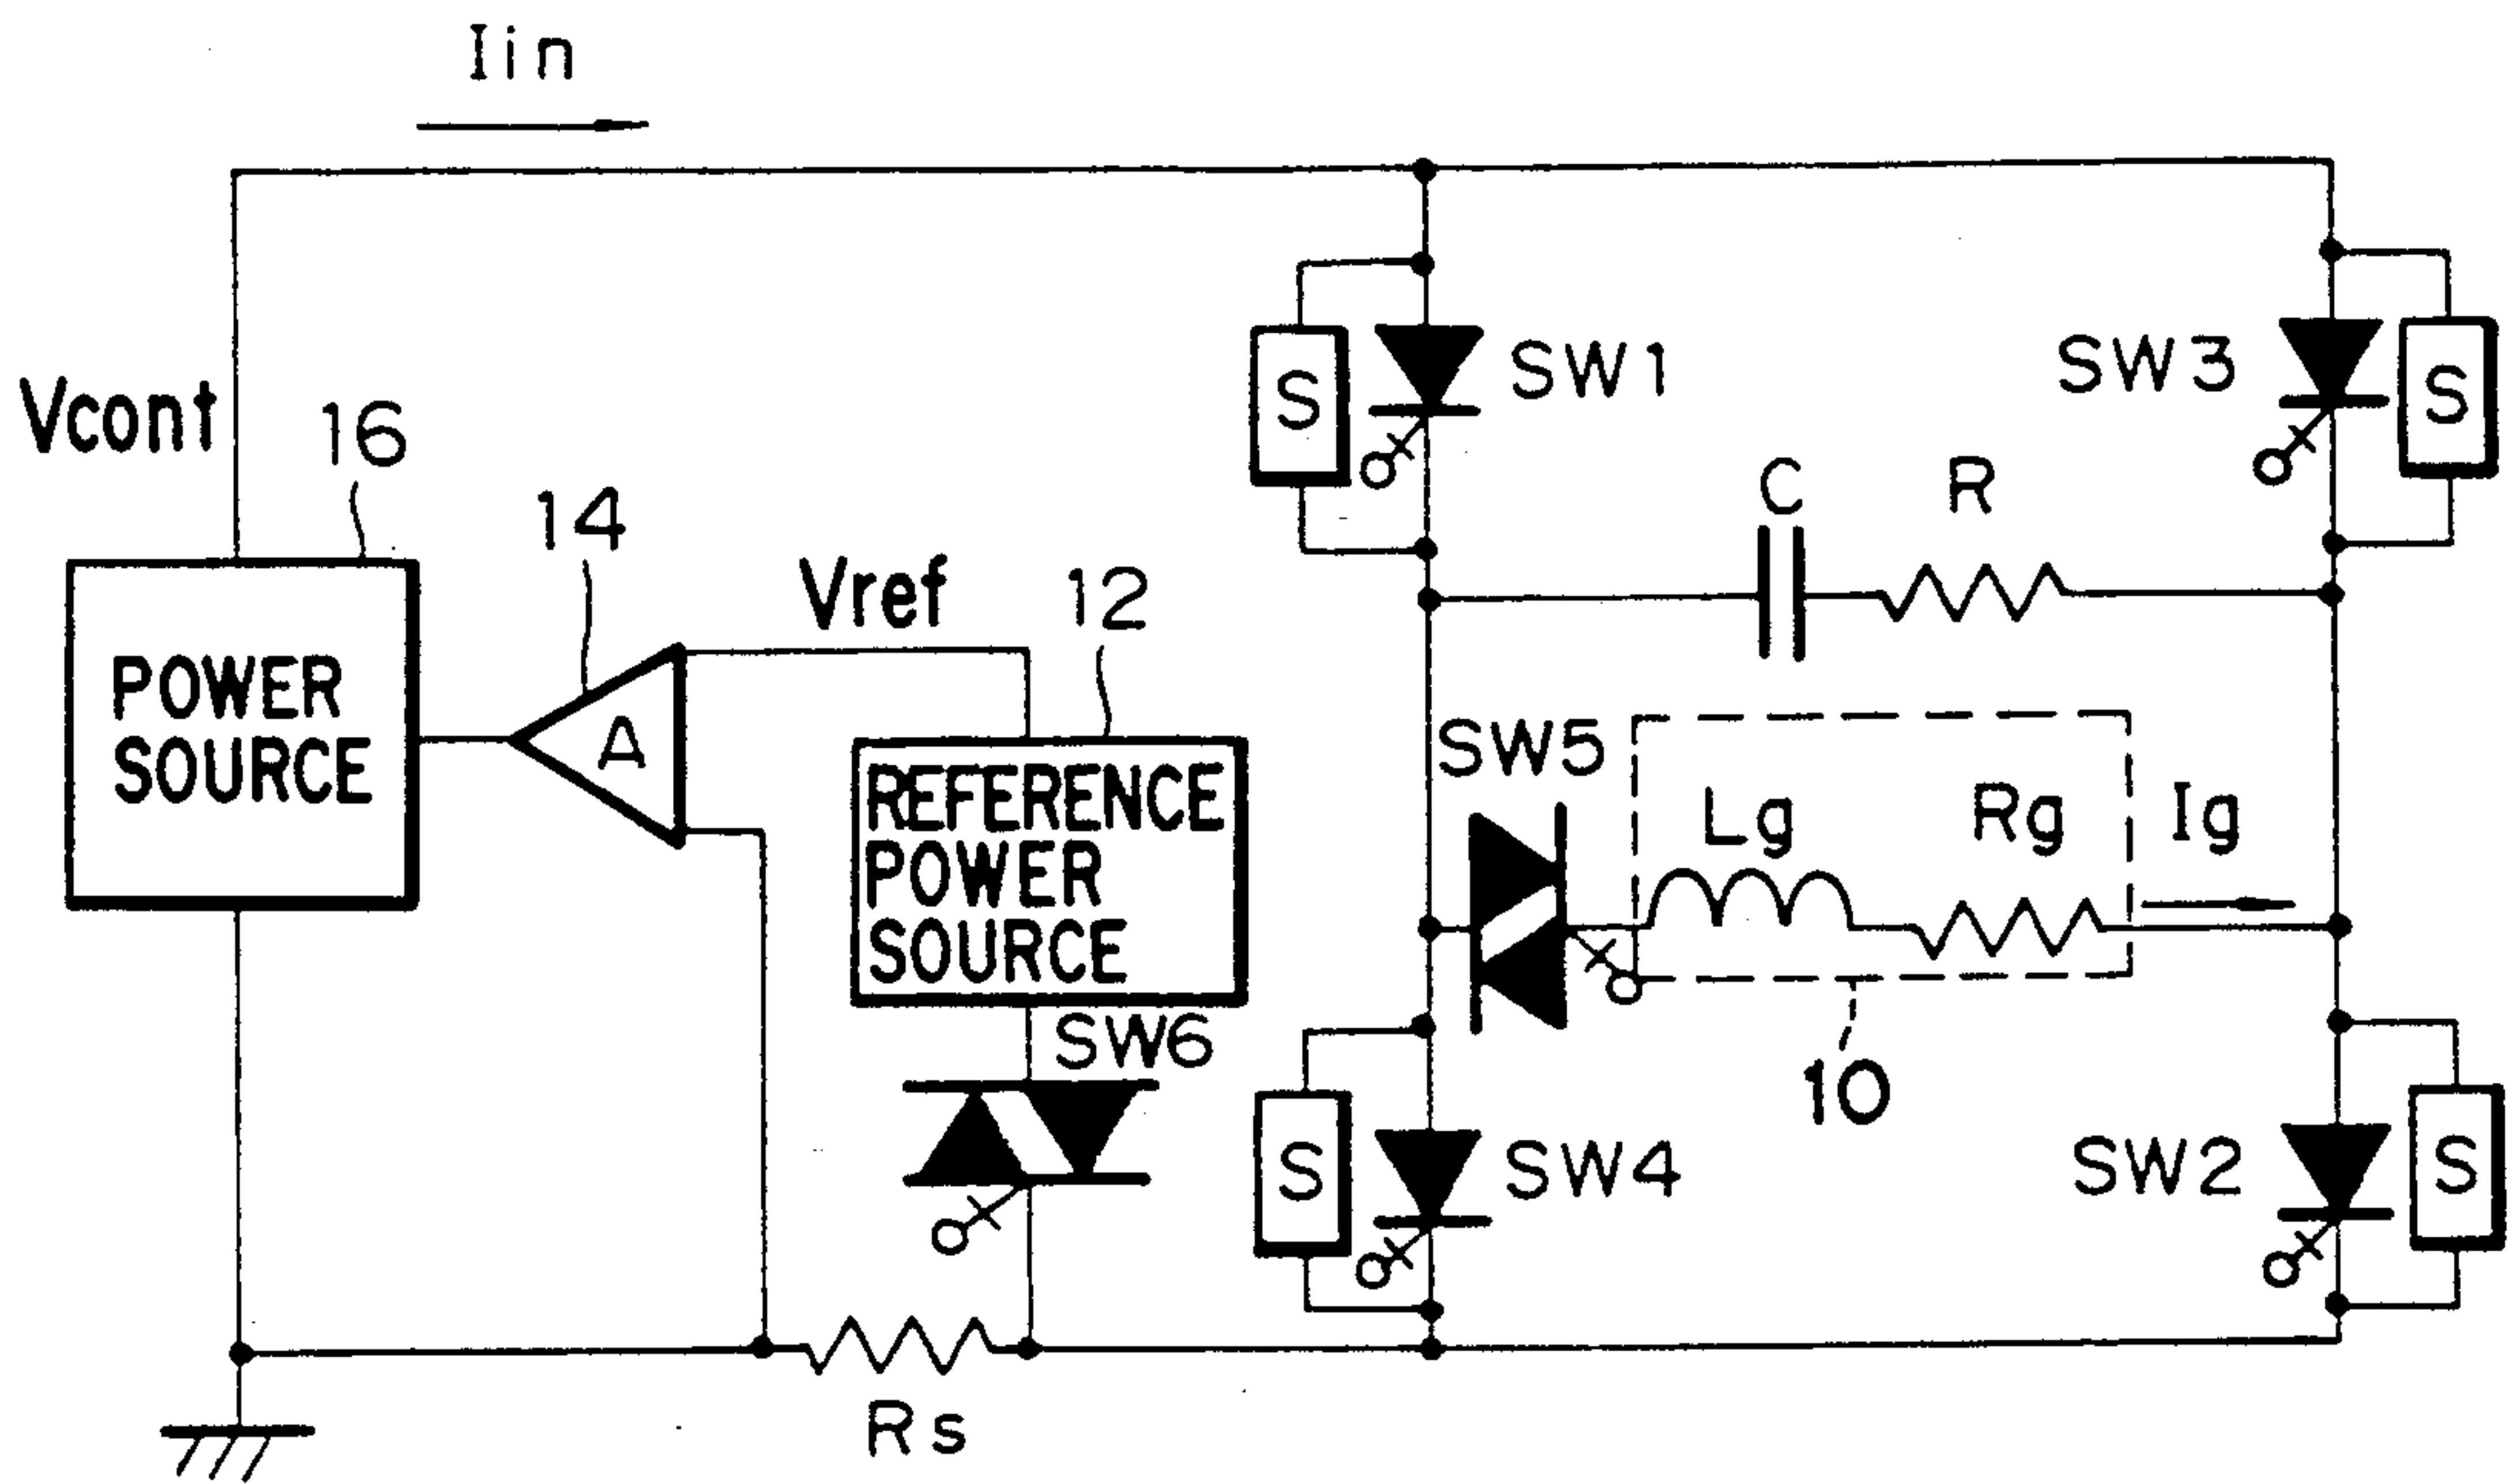 Iin
S
SW1
SW3
S
Vcont
16
14
C
R
Vref
12
POWER
SOURCE
A
SW5
REFERENCE
POWER
SOURCE
Lg
Rg
Ig
SW6
10
S
SW4
SW2
S
Rs